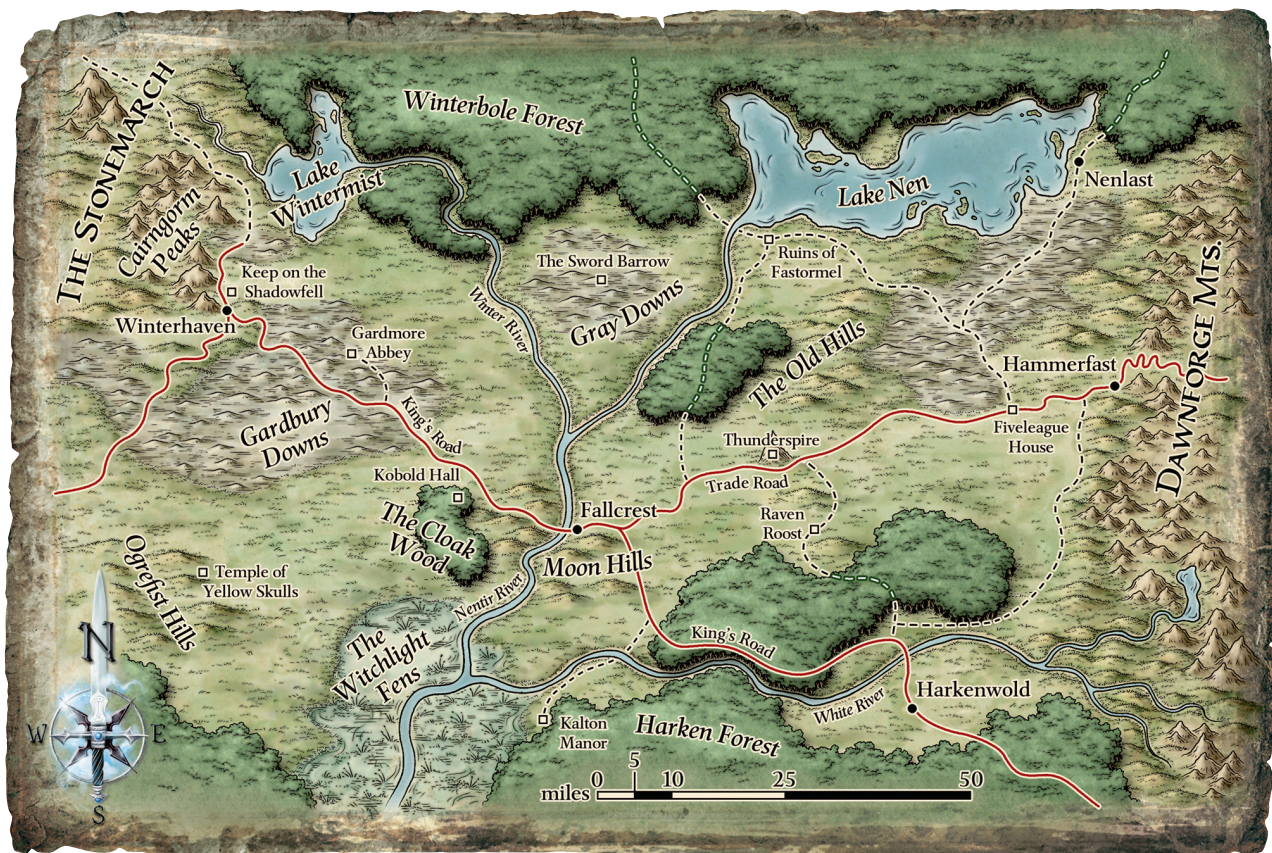 THE STONEMARCH
Winterbole Forest
Lake
Wintermist
Lake Nen
Nenlast
Cairngorm
Peaks
Keep on the
Shadowfell
The Sword Barrow
Ruins of
Fastormel
DAWNFORGE MTS.
Winterhaven
Winter River
Gray Downs
Gardmore
Abbey
The Old Hills
Hammerfast
Gardbury
Downs
King's Road
Fiveleague
House
Thunderspire
Trade Road
Kobold Hall
Fallcrest
Raven
Roost
The Cloak
Wood
Moon Hills
Ogrefist Hills
Temple of
Yellow Skulls
Nentir River
The
Witchlight
Fens
King's Road
White River
Harkenwold
Kalton
Manor
Harken Forest
N
W
E
S
miles
0
5
10
25
50